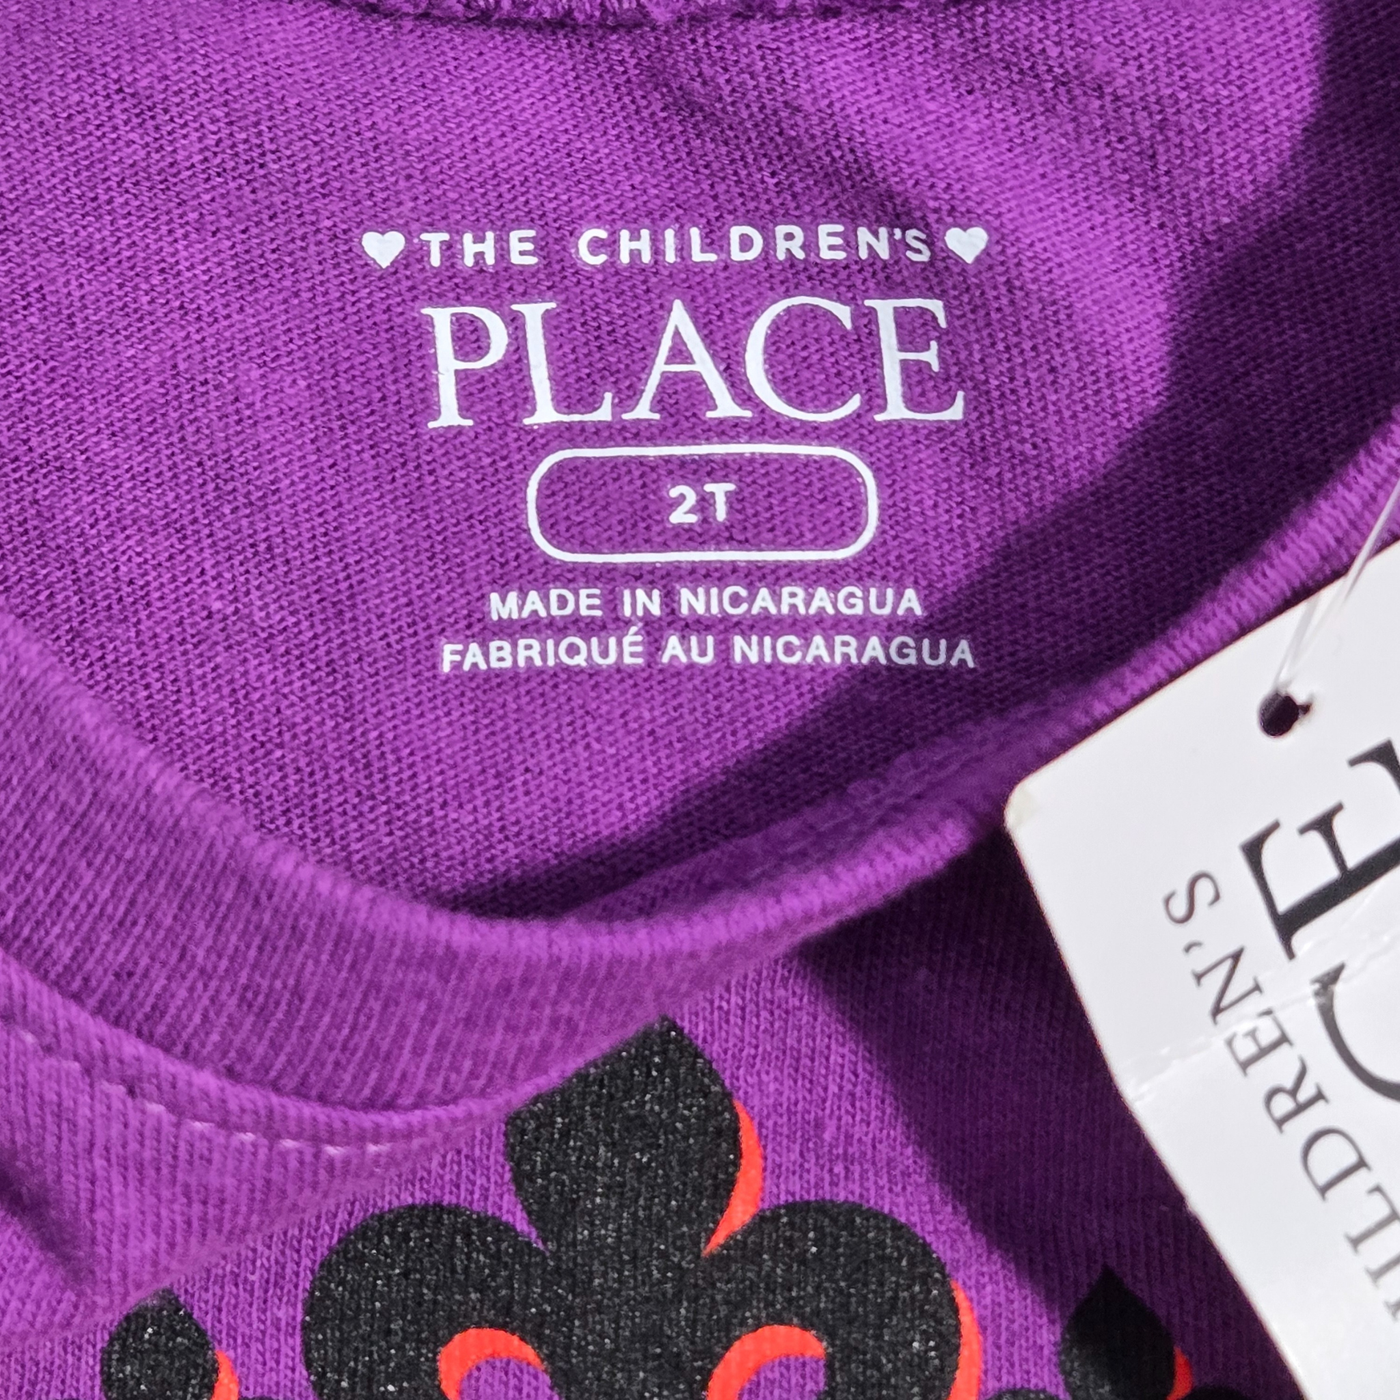 THE CHILDREN'S
PLACE
2T
MADE IN NICARAGUA
FABRIQUÉ AU NICARAGUA